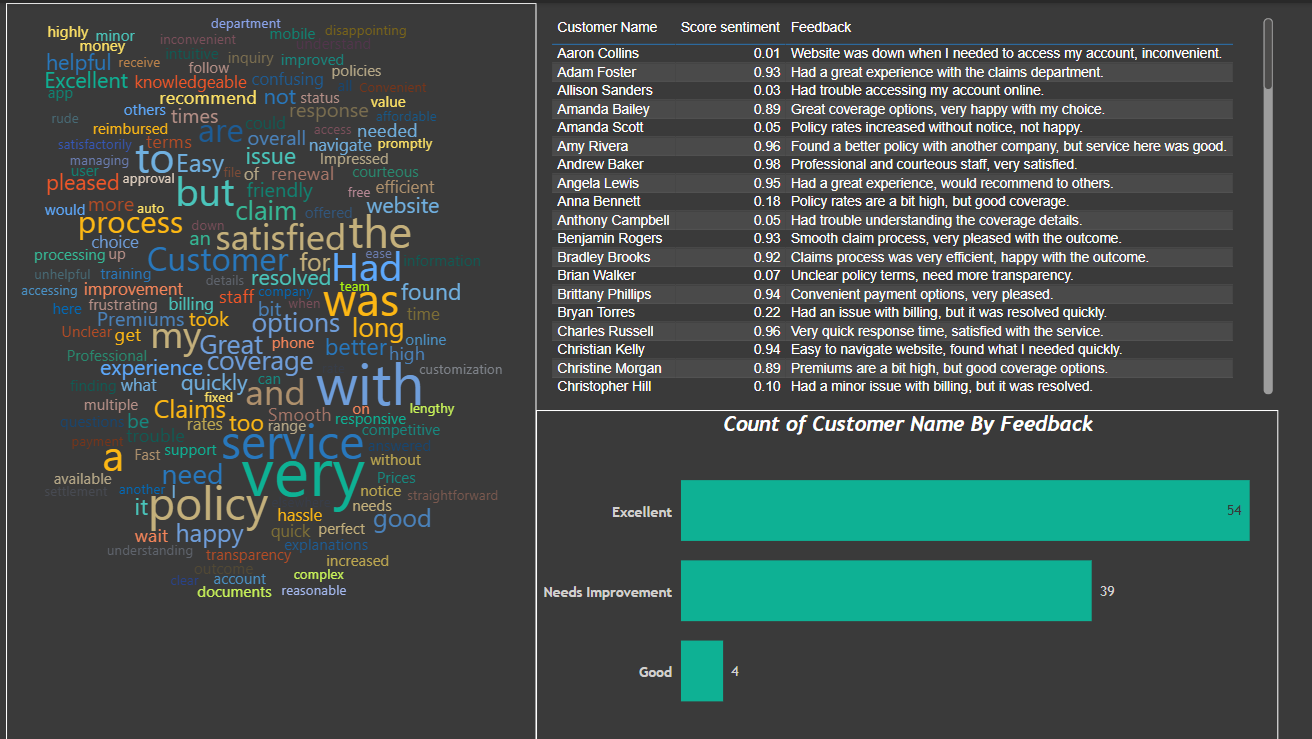 department
highly minor mobile disappointing
inconvenient
money understand
helpful receive intuitive inquiry improved
follow policies
Excellent knowledgeable confusing
app recommend not status Convenient
others times response value
rude reimbursed are could affordable
satisfactorily terms overall access needed
navigate promptly
managing to Easy issue Impressed
user file of renewal courteous
pleased approval but friendly free efficient
would more auto claim offered website
process down satisfied the
choice an
processing up Customer for Had ease information
unhelpful training details resolved team
accessing improvement staff company was found
here frustrating billing bit when time
Premiums took options long
Unclear get my Great phone better online
Professional high
experience coverage customization
finding what quickly can with
fixed and
multiple Claims Smooth on lengthy
be rates too range responsive
trouble service competitive
payment
a Fast support without
available need very Prices
settlement another I notice straightforward
it policy needs
hassle good
wait happy quick perfect
understanding explanations
transparency increased
outcome
clear account complex
documents reasonable
Customer Name Score sentiment Feedback
Aaron Collins 0.01 Website was down when I needed to access my account, inconvenient.
Adam Foster 0.93 Had a great experience with the claims department.
Allison Sanders 0.03 Had trouble accessing my account online.
Amanda Bailey 0.89 Great coverage options, very happy with my choice.
Amanda Scott 0.05 Policy rates increased without notice, not happy.
Amy Rivera 0.96 Found a better policy with another company, but service here was good.
Andrew Baker 0.98 Professional and courteous staff, very satisfied.
Angela Lewis 0.95 Had a great experience, would recommend to others.
Anna Bennett 0.18 Policy rates are a bit high, but good coverage.
Anthony Campbell 0.05 Had trouble understanding the coverage details.
Benjamin Rogers 0.93 Smooth claim process, very pleased with the outcome.
Bradley Brooks 0.92 Claims process was very efficient, happy with the outcome.
Brian Walker 0.07 Unclear policy terms, need more transparency.
Brittany Phillips 0.94 Convenient payment options, very pleased.
Bryan Torres 0.22 Had an issue with billing, but it was resolved quickly.
Charles Russell 0.96 Very quick response time, satisfied with the service.
Christian Kelly 0.94 Easy to navigate website, found what I needed quickly.
Christine Morgan 0.89 Premiums are a bit high, but good coverage options.
Christopher Hill 0.10 Had a minor issue with billing, but it was resolved.
Count of Customer Name By Feedback
Excellent 54
Needs Improvement 39
Good 4